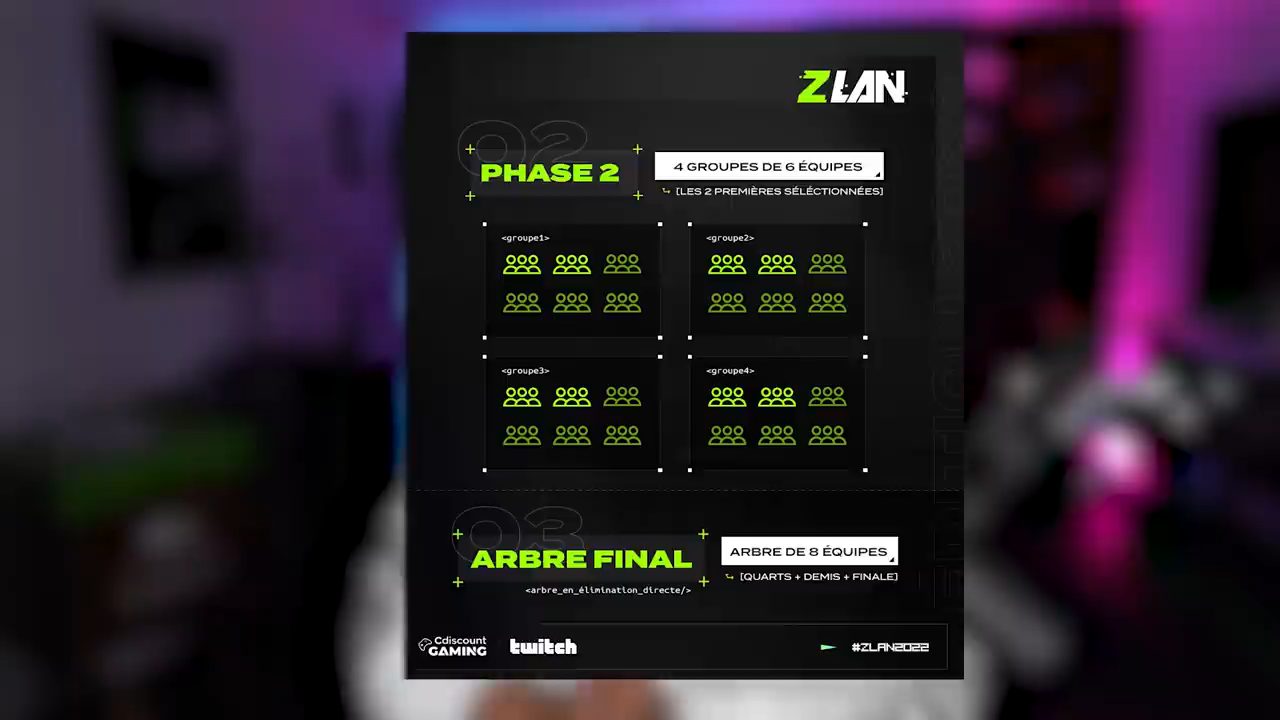 ZLAN
02
PHASE 2
4 GROUPES DE 6 ÉQUIPES
[LES 2 PREMIÈRES SÉLÉCTIONNÉES]
<groupe1>
<groupe2>
<groupe3>
<groupe4>
03
ARBRE FINAL
ARBRE DE 8 ÉQUIPES
[QUARTS + DEMIS + FINALE]
<arbre_en_élimination_directe/>
Cdiscount
GAMING
twitch
#ZLAN2022